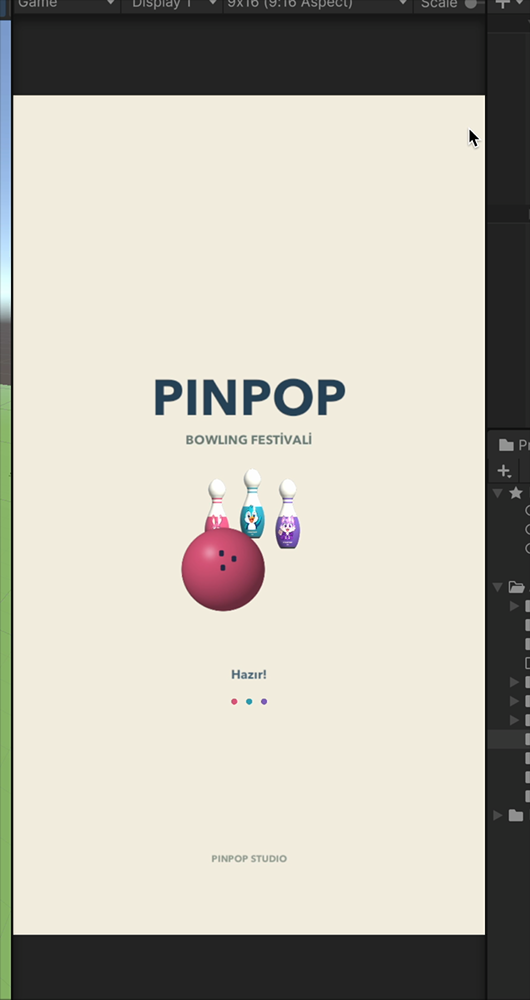 Game
Display 1
9x16 (9:16 Aspect)
Scale
PINPOP
BOWLING FESTİVALİ
Hazır!
PINPOP STUDIO